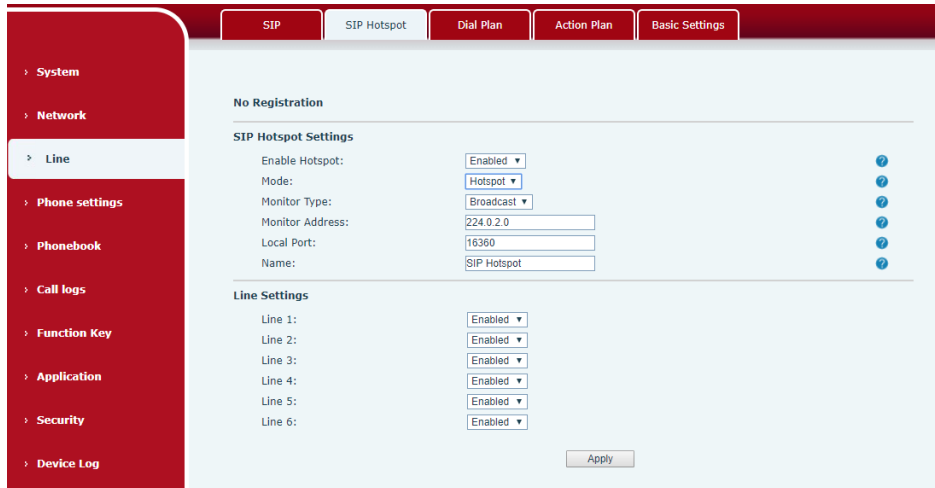 SIP
SIP Hotspot
Dial Plan
Action Plan
Basic Settings
› System
› Network
› Line
› Phone settings
› Phonebook
› Call logs
› Function Key
› Application
› Security
› Device Log
No Registration
SIP Hotspot Settings
Enable Hotspot: Enabled ▼ ?
Mode: Hotspot ▼ ?
Monitor Type: Broadcast ▼ ?
Monitor Address: 224.0.2.0 ?
Local Port: 16360 ?
Name: SIP Hotspot ?
Line Settings
Line 1: Enabled ▼
Line 2: Enabled ▼
Line 3: Enabled ▼
Line 4: Enabled ▼
Line 5: Enabled ▼
Line 6: Enabled ▼
Apply